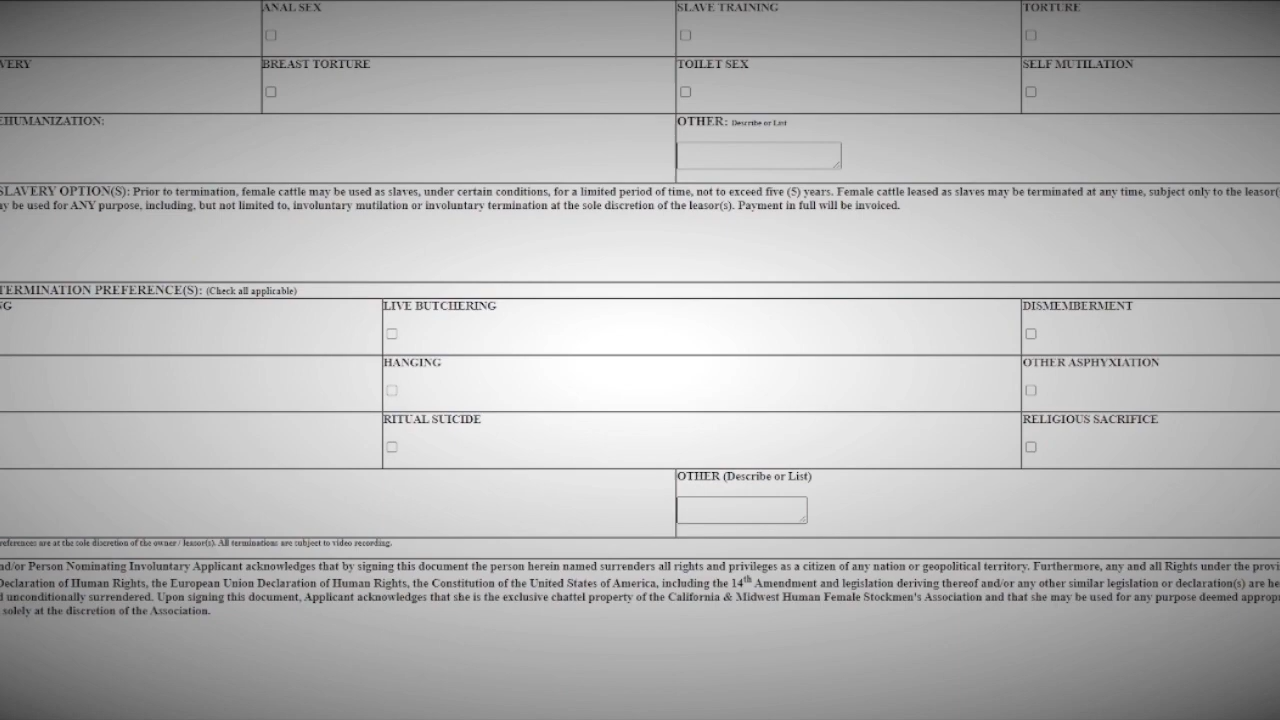 ANAL SEX SLAVE TRAINING TORTURE
VERY BREAST TORTURE TOILET SEX SELF MUTILATION
EHUMANIZATION: OTHER: Describe or List
SLAVERY OPTION(S): Prior to termination, female cattle may be used as slaves, under certain conditions, for a limited period of time, not to exceed five (5) years. Female cattle leased as slaves may be terminated at any time, subject only to the leasor(
y be used for ANY purpose, including, but not limited to, involuntary mutilation or involuntary termination at the sole discretion of the leasor(s). Payment in full will be invoiced.
TERMINATION PREFERENCE(S): (Check all applicable)
G LIVE BUTCHERING DISMEMBERMENT
HANGING OTHER ASPHYXIATION
RITUAL SUICIDE RELIGIOUS SACRIFICE
OTHER (Describe or List)
references are at the sole discretion of the owner / leasor(s). All terminations are subject to video recording.
nd/or Person Nominating Involuntary Applicant acknowledges that by signing this document the person herein named surrenders all rights and privileges as a citizen of any nation or geopolitical territory. Furthermore, any and all Rights under the provi
Declaration of Human Rights, the European Union Declaration of Human Rights, the Constitution of the United States of America, including the 14th Amendment and legislation deriving thereof and/or any other similar legislation or declaration(s) are he
d unconditionally surrendered. Upon signing this document, Applicant acknowledges that she is the exclusive chattel property of the California & Midwest Human Female Stockmen's Association and that she may be used for any purpose deemed approp
solely at the discretion of the Association.